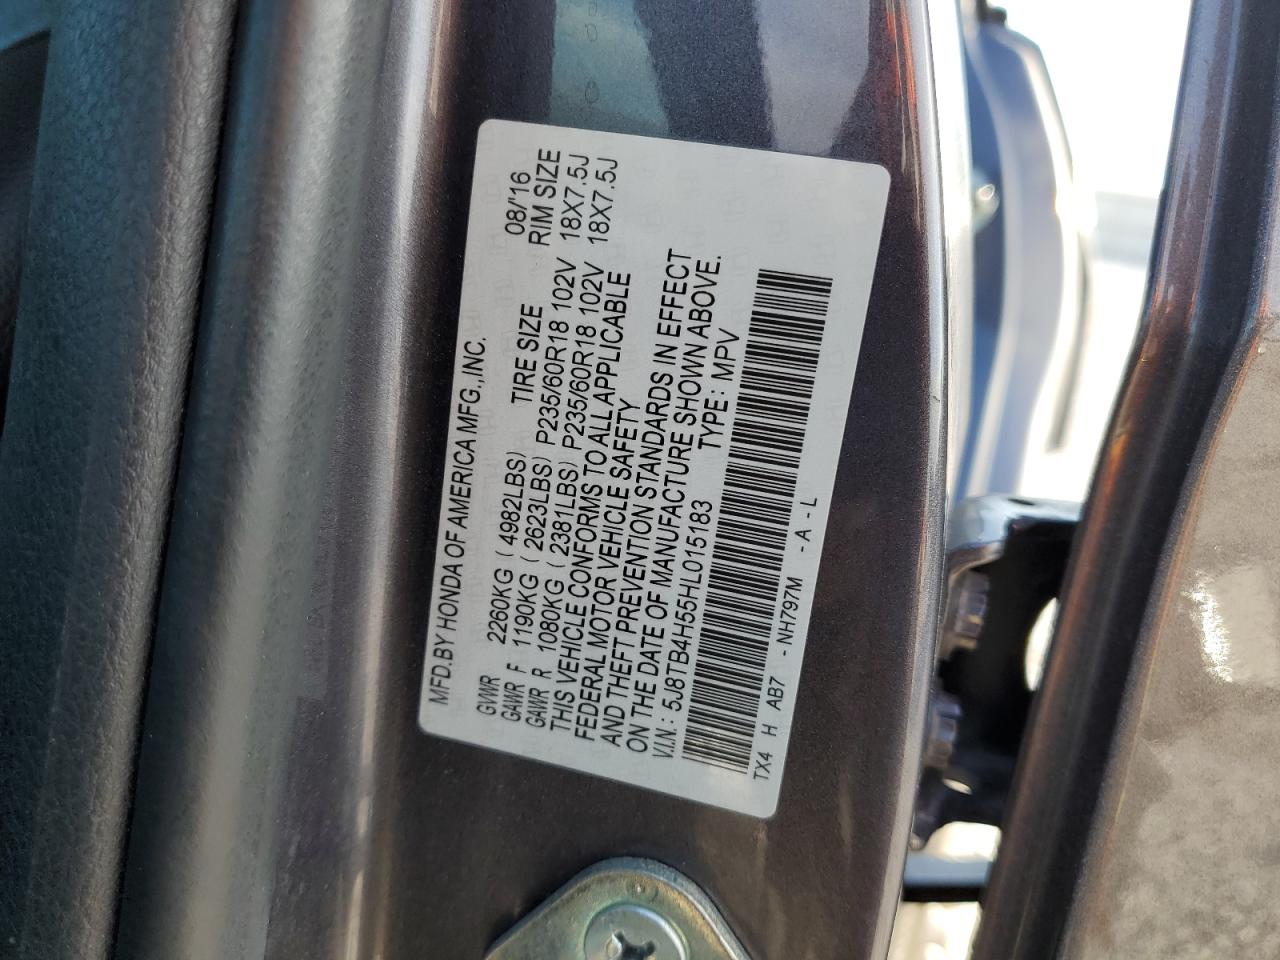 MFD.BY HONDA OF AMERICA MFG.,INC. 08/'16
GVWR 2260KG ( 4982LBS) TIRE SIZE RIM SIZE
GAWR F 1190KG ( 2623LBS) P235/60R18 102V 18X7.5J
GAWR R 1080KG ( 2381LBS) P235/60R18 102V 18X7.5J
THIS VEHICLE CONFORMS TO ALL APPLICABLE
FEDERAL MOTOR VEHICLE SAFETY
AND THEFT PREVENTION STANDARDS IN EFFECT
ON THE DATE OF MANUFACTURE SHOWN ABOVE.
V.I.N.: 5J8TB4H55HL015183 TYPE: MPV
TX4 H AB7 - NH797M - A - L